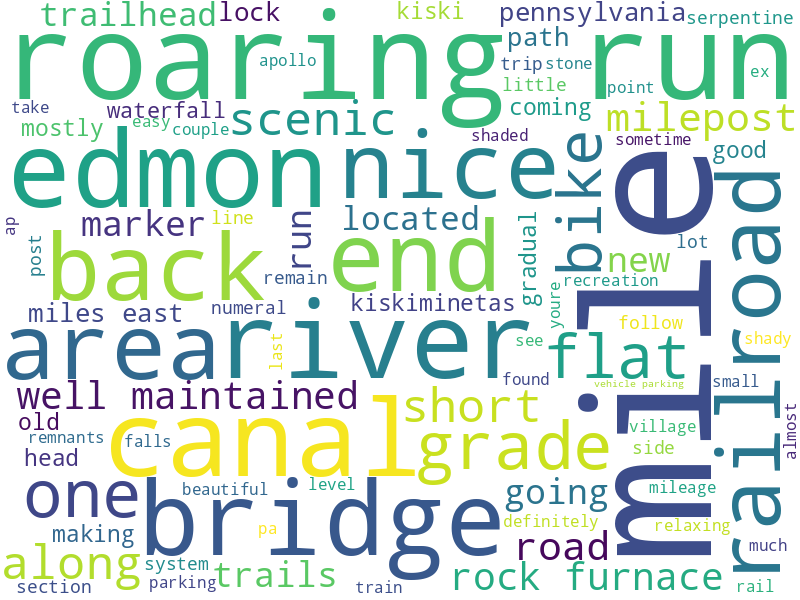 trailhead lock kiski pennsylvania serpentine
roaring run
apollo path trip stone ex
little point
take waterfall easy couple scenic coming milepost
mostly shaded sometime good
edmon nice bike mile railroad
ap marker line run located
post back end gradual new lot
remain recreation
miles east numeral kiskiminetas youre
area river last see flat follow shady
found vehicle parking small
well maintained
old canal short grade village almost
remnants falls side
head
one bridge beautiful level going mileage
making definitely relaxing
pa road much
along system trails rock furnace
section parking train rail